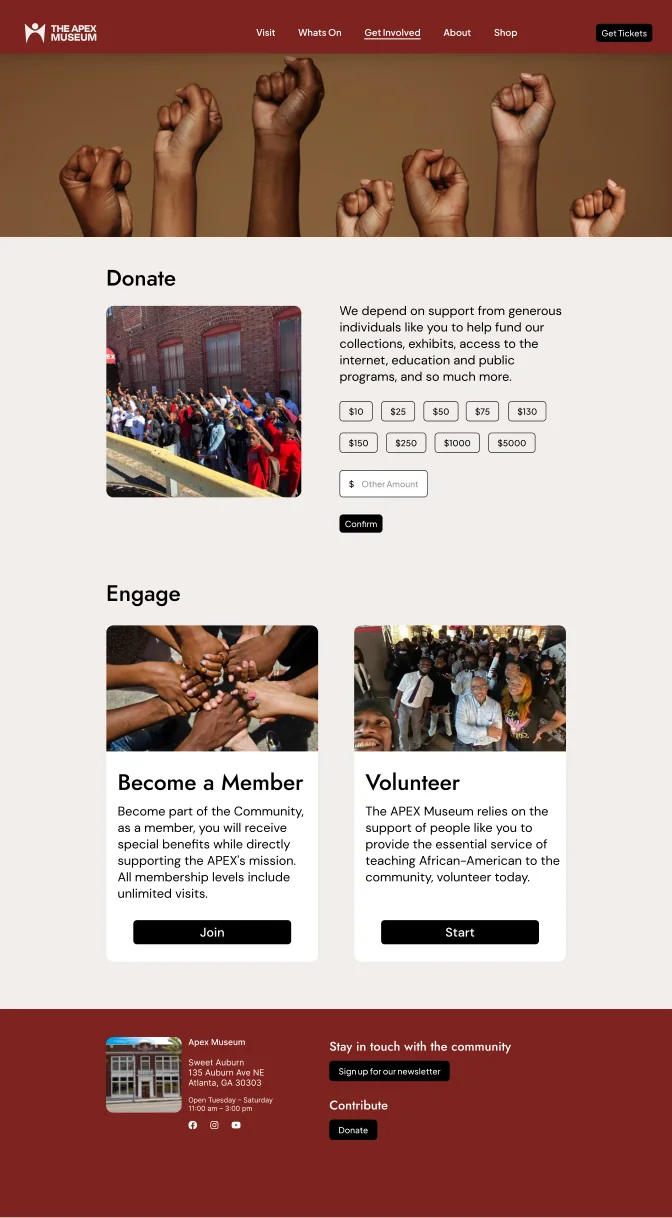 THE APEX
MUSEUM
Visit
Whats On
Get Involved
About
Shop
Get Tickets
Donate
We depend on support from generous
individuals like you to help fund our
collections, exhibits, access to the
internet, education and public
programs, and so much more.
$10
$25
$50
$75
$130
$150
$250
$1000
$5000
$ Other Amount
Confirm
Engage
Become a Member
Become part of the Community,
as a member, you will receive
special benefits while directly
supporting the APEX's mission.
All membership levels include
unlimited visits.
Join
Volunteer
The APEX Museum relies on the
support of people like you to
provide the essential service of
teaching African-American to the
community, volunteer today.
Start
Apex Museum
Sweet Auburn
135 Auburn Ave NE
Atlanta, GA 30303
Open Tuesday – Saturday
11:00 am – 3:00 pm
Stay in touch with the community
Sign up for our newsletter
Contribute
Donate